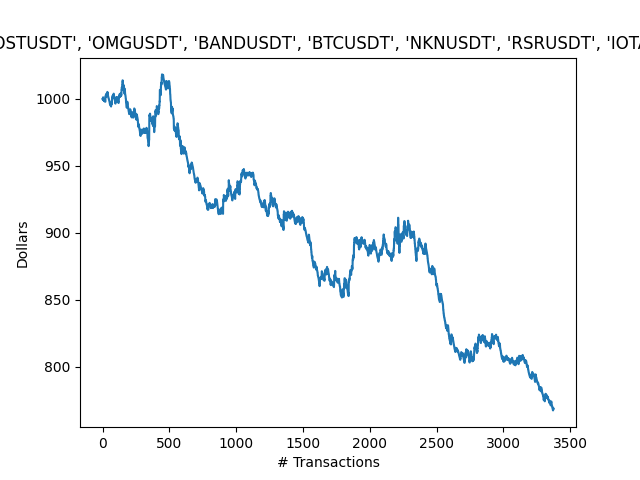 OSTUSDT', 'OMGUSDT', 'BANDUSDT', 'BTCUSDT', 'NKNUSDT', 'RSRUSDT', 'IOTA
1000
950
900
850
800
Dollars
0 500 1000 1500 2000 2500 3000 3500
# Transactions